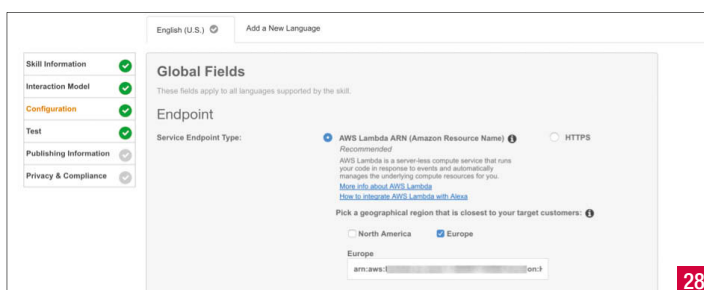 English (U.S.)
Add a New Language
Skill Information
Interaction Model
Configuration
Test
Publishing Information
Privacy & Compliance
Global Fields
These fields apply to all languages supported by the skill.
Endpoint
Service Endpoint Type:
AWS Lambda ARN (Amazon Resource Name)
HTTPS
Recommended
AWS Lambda is a server-less compute service that runs
your code in response to events and automatically
manages the underlying compute resources for you.
More info about AWS Lambda
How to integrate AWS Lambda with Alexa
Pick a geographical region that is closest to your target customers:
North America
Europe
Europe
arn:aws:
28